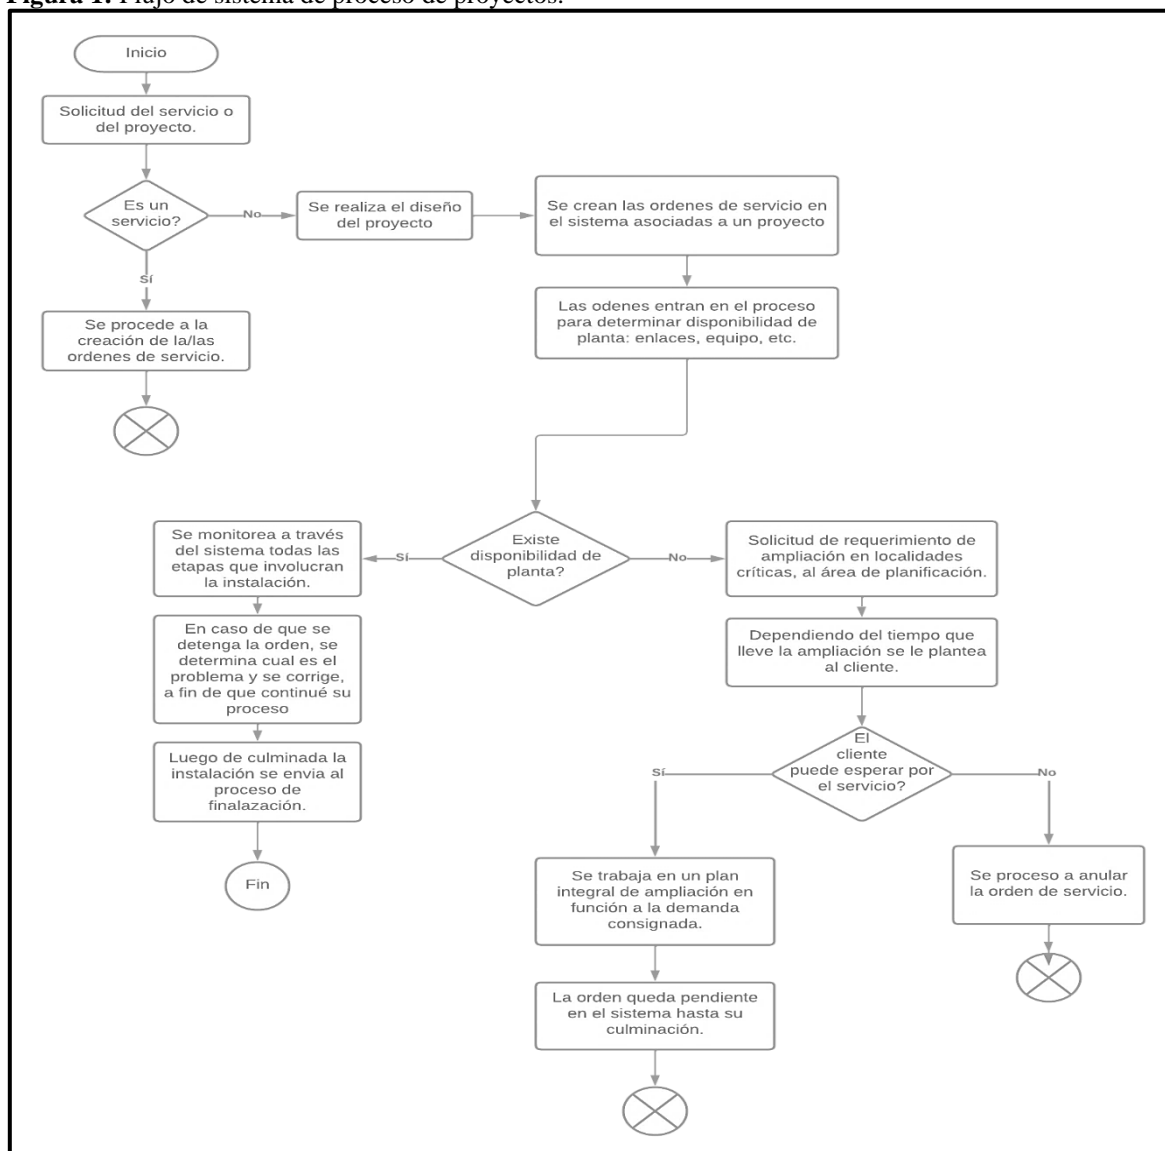 Figura 1. Flujo de sistema de proceso de proyectos.
Inicio
Solicitud del servicio o
del proyecto.
Es un
servicio?
No
Se realiza el diseño
del proyecto
Se crean las ordenes de servicio en
el sistema asociadas a un proyecto
Sí
Se procede a la
creación de la/las
ordenes de servicio.
Las odenes entran en el proceso
para determinar disponibilidad de
planta: enlaces, equipo, etc.
Existe
disponibilidad de
planta?
Sí
Se monitorea a través
del sistema todas las
etapas que involucran
la instalación.
En caso de que se
detenga la orden, se
determina cual es el
problema y se corrige,
a fin de que continué su
proceso
Luego de culminada la
instalación se envia al
proceso de
finalazación.
Fin
No
Solicitud de requerimiento de
ampliación en localidades
críticas, al área de planificación.
Dependiendo del tiempo que
lleve la ampliación se le plantea
al cliente.
El
cliente
puede esperar por
el servicio?
Sí
Se trabaja en un plan
integral de ampliación en
función a la demanda
consignada.
La orden queda pendiente
en el sistema hasta su
culminación.
No
Se proceso a anular
la orden de servicio.